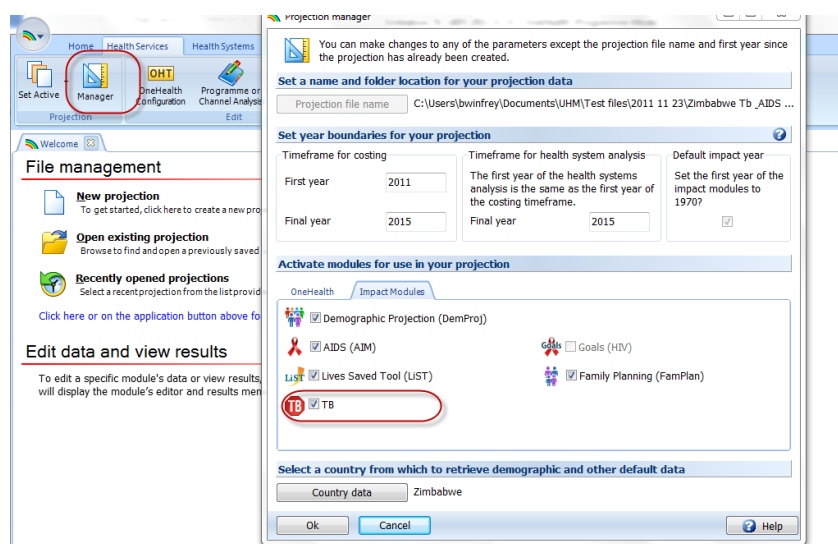 Projection manager
Home Health Services Health Systems
Set Active
Manager
OHT
OneHealth Configuration
Programme or Channel Analysis
Projection
Edit
Welcome
File management
New projection
To get started, click here to create a new pro
Open existing projection
Browse to find and open a previously saved
Recently opened projections
Select a recent projection from the list provid
Click here or on the application button above fo
Edit data and view results
To edit a specific module's data or view results,
will display the module's editor and results men
You can make changes to any of the parameters except the projection file name and first year since
the projection has already been created.
Set a name and folder location for your projection data
Projection file name C:\Users\bvinfrey\Documents\UHM\Test files\2011 11 23\Zimbabwe Tb _AIDS ...
Set year boundaries for your projection
Timeframe for costing
First year 2011
Final year 2015
Timeframe for health system analysis
The first year of the health systems
analysis is the same as the first year of
the costing timeframe.
Final year 2015
Default impact year
Set the first year of the
impact modules to
1970?
Activate modules for use in your projection
OneHealth Impact Modules
Demographic Projection (DemProj)
AIDS (AIM)
Goals Goals (HIV)
LiST Lives Saved Tool (LiST)
Family Planning (FamPlan)
TB TB
Select a country from which to retrieve demographic and other default data
Country data Zimbabwe
Ok Cancel Help